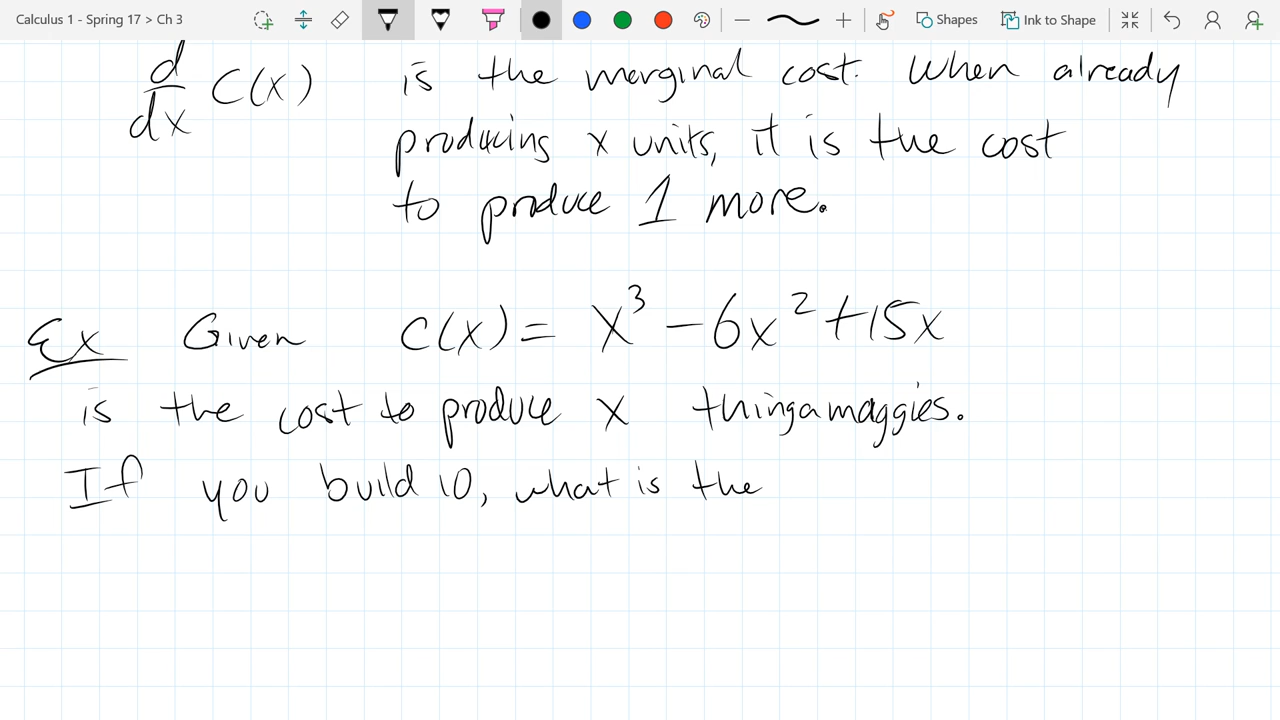 Calculus 1 - Spring 17 > Ch 3 Shapes Ink to Shape
d/dx C(x) is the merginal cost. When already
producing x units, it is the cost
to produce 1 more.
Ex Given C(x) = x³ - 6x² + 15x
is the cost to produce x thingamaggies.
If you build 10, what is the